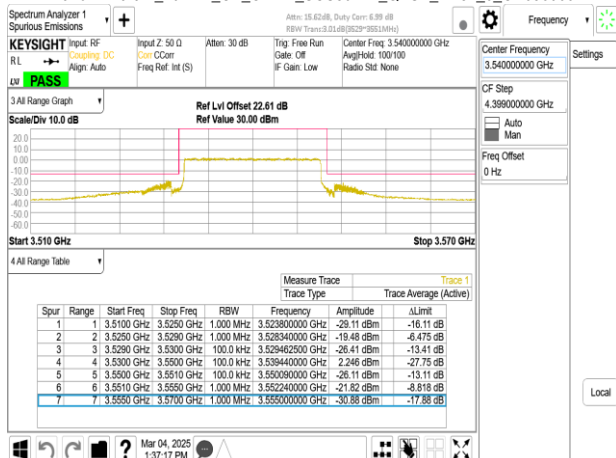 Spectrum Analyzer 1
Spurious Emissions
Attn: 15.62dB, Duty Corr: 6.99 dB
RBW Trans:3.01dB(3529~3551MHz)
Frequency
KEYSIGHT Input: RF Input Z: 50 Ω Atten: 30 dB Trig: Free Run Center Freq: 3.540000000 GHz
RL Coupling: DC Corr CCorr Gate: Off Avg|Hold: 100/100
Align: Auto Freq Ref: Int (S) IF Gain: Low Radio Std: None
LXI PASS
3 All Range Graph
Ref Lvl Offset 22.61 dB
Scale/Div 10.0 dB Ref Value 30.00 dBm
20.0
10.0
0.00
-10.0
-20.0
-30.0
-40.0
-50.0
-60.0
Start 3.510 GHz Stop 3.570 GHz
4 All Range Table
Measure Trace Trace 1
Trace Type Trace Average (Active)
Spur Range Start Freq Stop Freq RBW Frequency Amplitude ΔLimit
1 1 3.5100 GHz 3.5250 GHz 1.000 MHz 3.523800000 GHz -29.11 dBm -16.11 dB
2 2 3.5250 GHz 3.5290 GHz 1.000 MHz 3.528340000 GHz -19.48 dBm -6.475 dB
3 3 3.5290 GHz 3.5300 GHz 100.0 kHz 3.529462500 GHz -26.41 dBm -13.41 dB
4 4 3.5300 GHz 3.5500 GHz 100.0 kHz 3.539440000 GHz 2.246 dBm -27.75 dB
5 5 3.5500 GHz 3.5510 GHz 100.0 kHz 3.550090000 GHz -26.11 dBm -13.11 dB
6 6 3.5510 GHz 3.5550 GHz 1.000 MHz 3.552240000 GHz -21.82 dBm -8.818 dB
7 7 3.5550 GHz 3.5700 GHz 1.000 MHz 3.555000000 GHz -30.88 dBm -17.88 dB
Mar 04, 2025
1:37:17 PM
Center Frequency
3.540000000 GHz
Settings
CF Step
4.399000000 GHz
Auto
Man
Freq Offset
0 Hz
Local